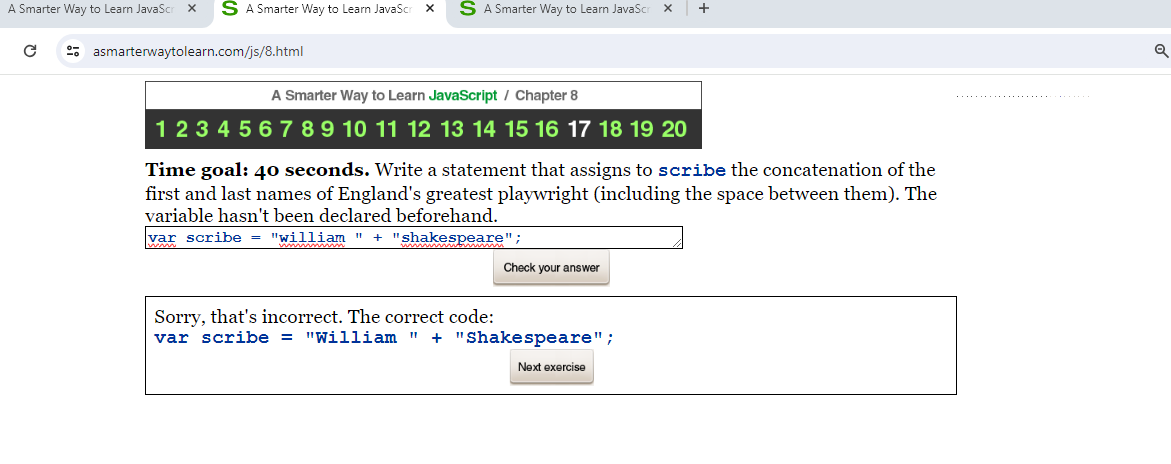 A Smarter Way to Learn JavaSc × A Smarter Way to Learn JavaScr × A Smarter Way to Learn JavaScr × +
asmarterwaytolearn.com/js/8.html
A Smarter Way to Learn JavaScript / Chapter 8
1 2 3 4 5 6 7 8 9 10 11 12 13 14 15 16 17 18 19 20
Time goal: 40 seconds. Write a statement that assigns to scribe the concatenation of the
first and last names of England's greatest playwright (including the space between them). The
variable hasn't been declared beforehand.
var scribe = "william " + "shakespeare";
Check your answer
Sorry, that's incorrect. The correct code:
var scribe = "William " + "Shakespeare";
Next exercise